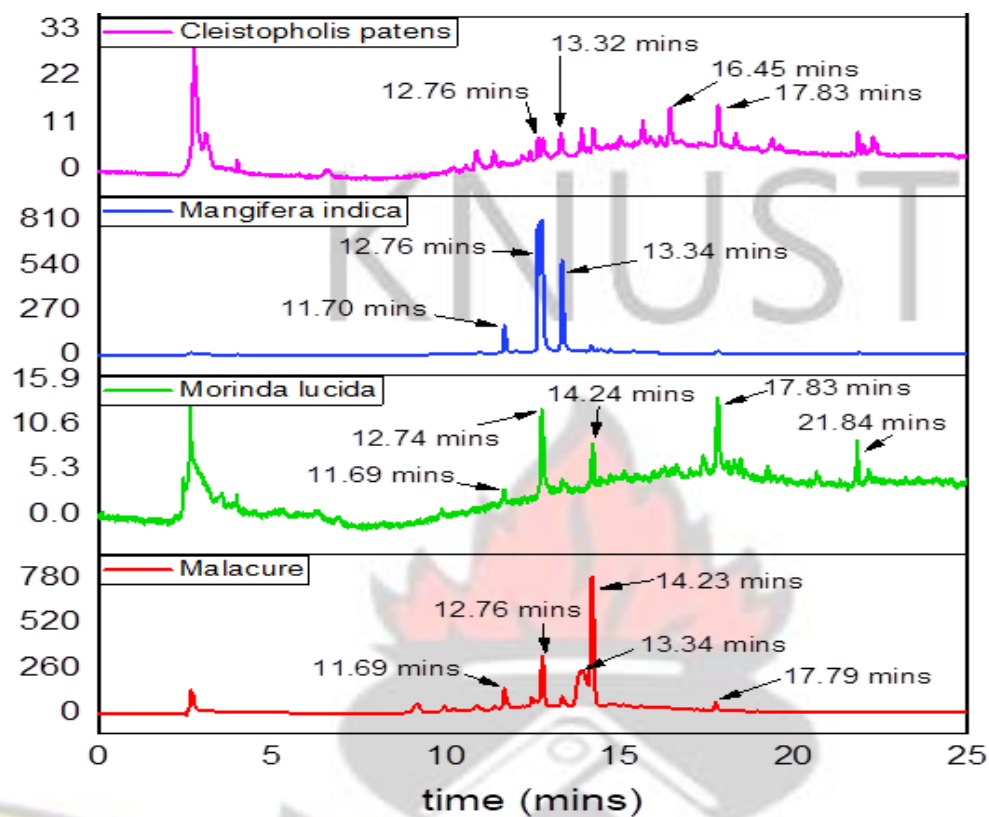 33
22
11
0
Cleistopholis patens
12.76 mins
13.32 mins
16.45 mins
17.83 mins
810
540
270
0
Mangifera indica
12.76 mins
13.34 mins
11.70 mins
15.9
10.6
5.3
0.0
Morinda lucida
14.24 mins
17.83 mins
12.74 mins
21.84 mins
11.69 mins
780
520
260
0
Malacure
14.23 mins
12.76 mins
13.34 mins
11.69 mins
17.79 mins
0 5 10 15 20 25
time (mins)
KNUST